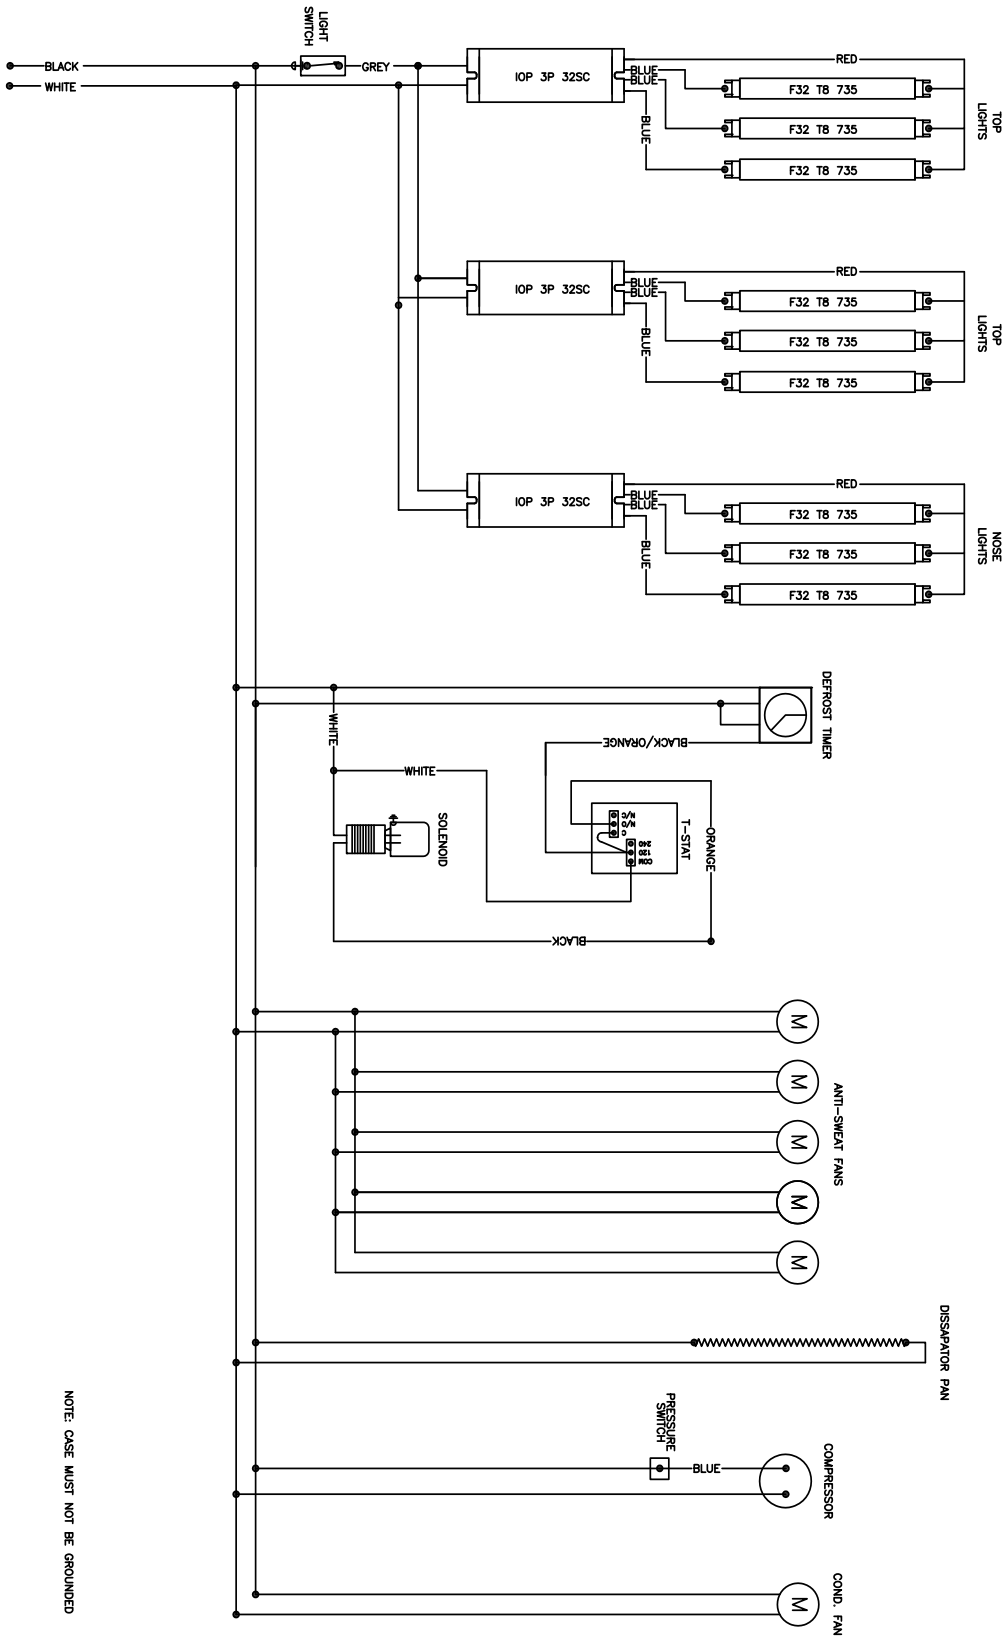 LIGHT
SWITCH
BLACK
WHITE
GREY
IOP 3P 32SC
RED
BLUE
BLUE
BLUE
F32 T8 735
F32 T8 735
F32 T8 735
TOP
LIGHTS
IOP 3P 32SC
RED
BLUE
BLUE
BLUE
F32 T8 735
F32 T8 735
F32 T8 735
TOP
LIGHTS
IOP 3P 32SC
RED
BLUE
BLUE
BLUE
F32 T8 735
F32 T8 735
F32 T8 735
NOSE
LIGHTS
DEFROST TIMER
WHITE
BLACK/ORANGE
WHITE
SOLENOID
N/C
N/O
C
240
120
COM
T-STAT
ORANGE
BLACK
M
M
M
M
M
ANTI-SWEAT FANS
DISSAPATOR PAN
PRESSURE
SWITCH
BLUE
COMPRESSOR
COND. FAN
M
NOTE: CASE MUST NOT BE GROUNDED